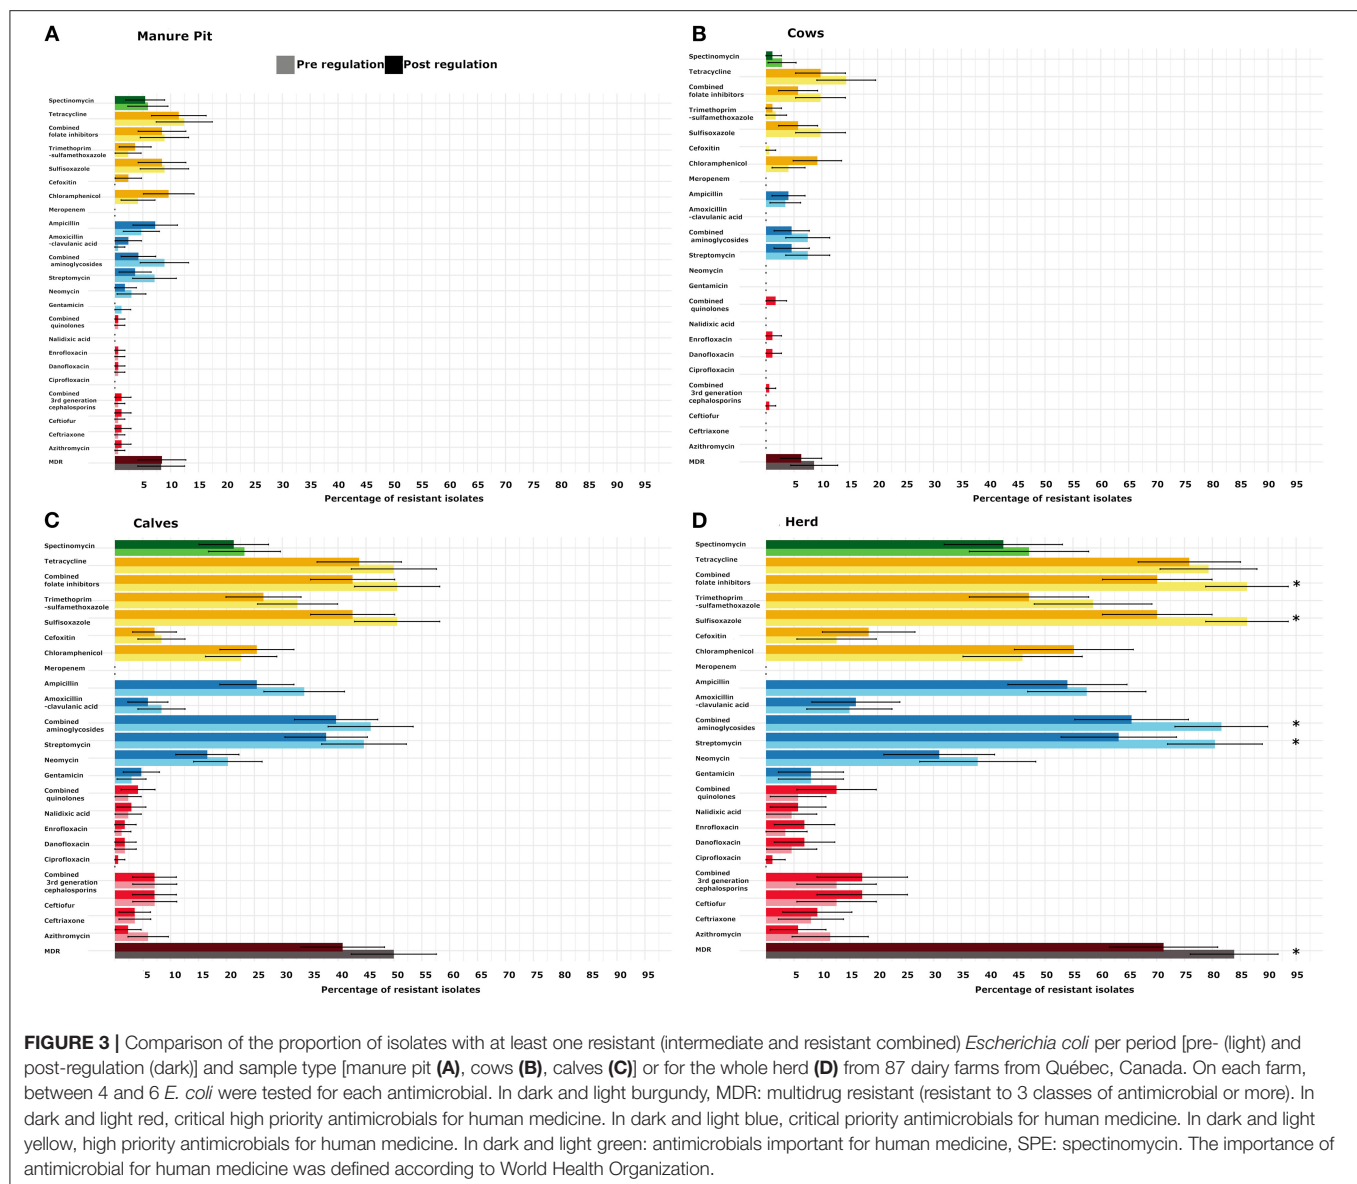 A
Manure Pit
Pre regulation
Post regulation
Spectinomycin
Tetracycline
Combined
folate inhibitors
Trimethoprim
-sulfamethoxazole
Sulfisoxazole
Cefoxitin
Chloramphenicol
Meropenem
Ampicillin
Amoxicillin
-clavulanic acid
Combined
aminoglycosides
Streptomycin
Neomycin
Gentamicin
Combined
quinolones
Nalidixic acid
Enrofloxacin
Danofloxacin
Ciprofloxacin
Combined
3rd generation
cephalosporins
Ceftiofur
Ceftriaxone
Azithromycin
MDR
5 10 15 20 25 30 35 40 45 50 55 60 65 70 75 80 85 90 95
Percentage of resistant isolates
B
Cows
Spectinomycin
Tetracycline
Combined
folate inhibitors
Trimethoprim
-sulfamethoxazole
Sulfisoxazole
Cefoxitin
Chloramphenicol
Meropenem
Ampicillin
Amoxicillin
-clavulanic acid
Combined
aminoglycosides
Streptomycin
Neomycin
Gentamicin
Combined
quinolones
Nalidixic acid
Enrofloxacin
Danofloxacin
Ciprofloxacin
Combined
3rd generation
cephalosporins
Ceftiofur
Ceftriaxone
Azithromycin
MDR
5 10 15 20 25 30 35 40 45 50 55 60 65 70 75 80 85 90 95
Percentage of resistant isolates
C
Calves
Spectinomycin
Tetracycline
Combined
folate inhibitors
Trimethoprim
-sulfamethoxazole
Sulfisoxazole
Cefoxitin
Chloramphenicol
Meropenem
Ampicillin
Amoxicillin
-clavulanic acid
Combined
aminoglycosides
Streptomycin
Neomycin
Gentamicin
Combined
quinolones
Nalidixic acid
Enrofloxacin
Danofloxacin
Ciprofloxacin
Combined
3rd generation
cephalosporins
Ceftiofur
Ceftriaxone
Azithromycin
MDR
5 10 15 20 25 30 35 40 45 50 55 60 65 70 75 80 85 90 95
Percentage of resistant isolates
D
Herd
Spectinomycin
Tetracycline
Combined
folate inhibitors *
Trimethoprim
-sulfamethoxazole
Sulfisoxazole *
Cefoxitin
Chloramphenicol
Meropenem
Ampicillin
Amoxicillin
-clavulanic acid
Combined
aminoglycosides *
Streptomycin *
Neomycin
Gentamicin
Combined
quinolones
Nalidixic acid
Enrofloxacin
Danofloxacin
Ciprofloxacin
Combined
3rd generation
cephalosporins
Ceftiofur
Ceftriaxone
Azithromycin
MDR *
5 10 15 20 25 30 35 40 45 50 55 60 65 70 75 80 85 90 95
Percentage of resistant isolates
FIGURE 3 | Comparison of the proportion of isolates with at least one resistant (intermediate and resistant combined) Escherichia coli per period [pre- (light) and
post-regulation (dark)] and sample type [manure pit (A), cows (B), calves (C)] or for the whole herd (D) from 87 dairy farms from Québec, Canada. On each farm,
between 4 and 6 E. coli were tested for each antimicrobial. In dark and light burgundy, MDR: multidrug resistant (resistant to 3 classes of antimicrobial or more). In
dark and light red, critical high priority antimicrobials for human medicine. In dark and light blue, critical priority antimicrobials for human medicine. In dark and light
yellow, high priority antimicrobials for human medicine. In dark and light green: antimicrobials important for human medicine, SPE: spectinomycin. The importance of
antimicrobial for human medicine was defined according to World Health Organization.